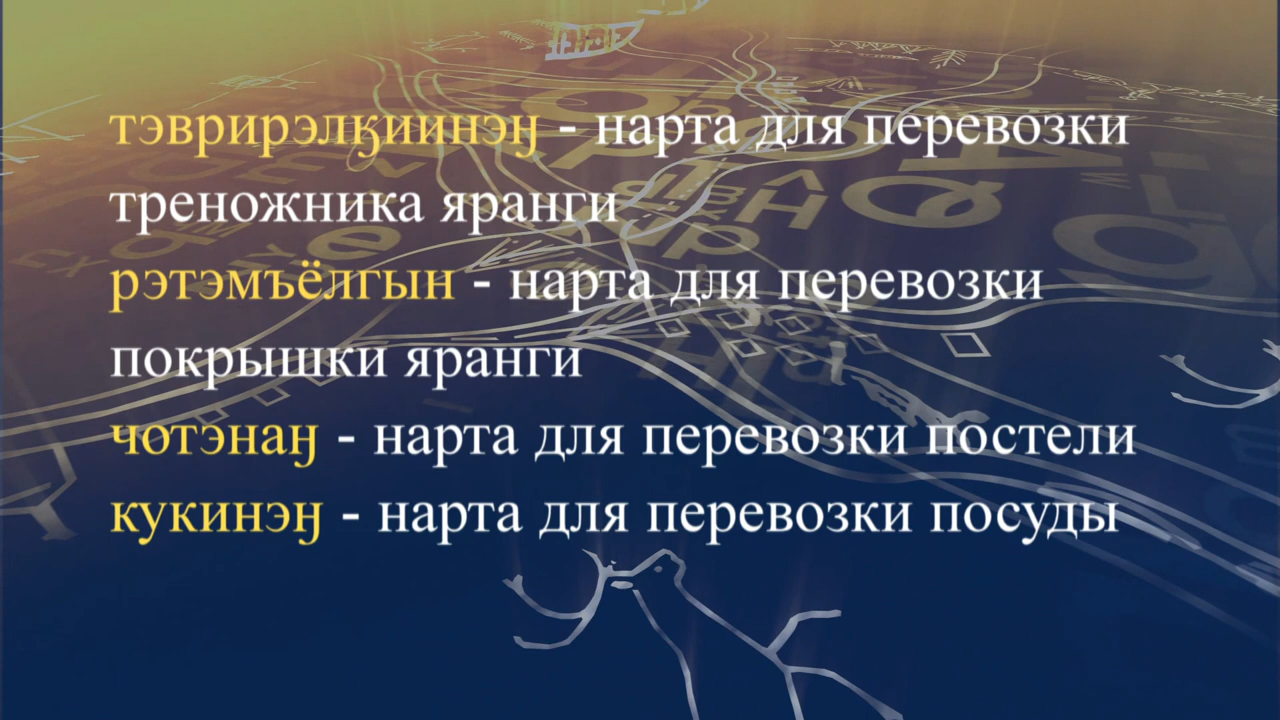 тэврирэлӄиинэӈ - нарта для перевозки
треножника яранги
рэтэмъёлгын - нарта для перевозки
покрышки яранги
чотэнаӈ - нарта для перевозки постели
кукинэӈ - нарта для перевозки посуды